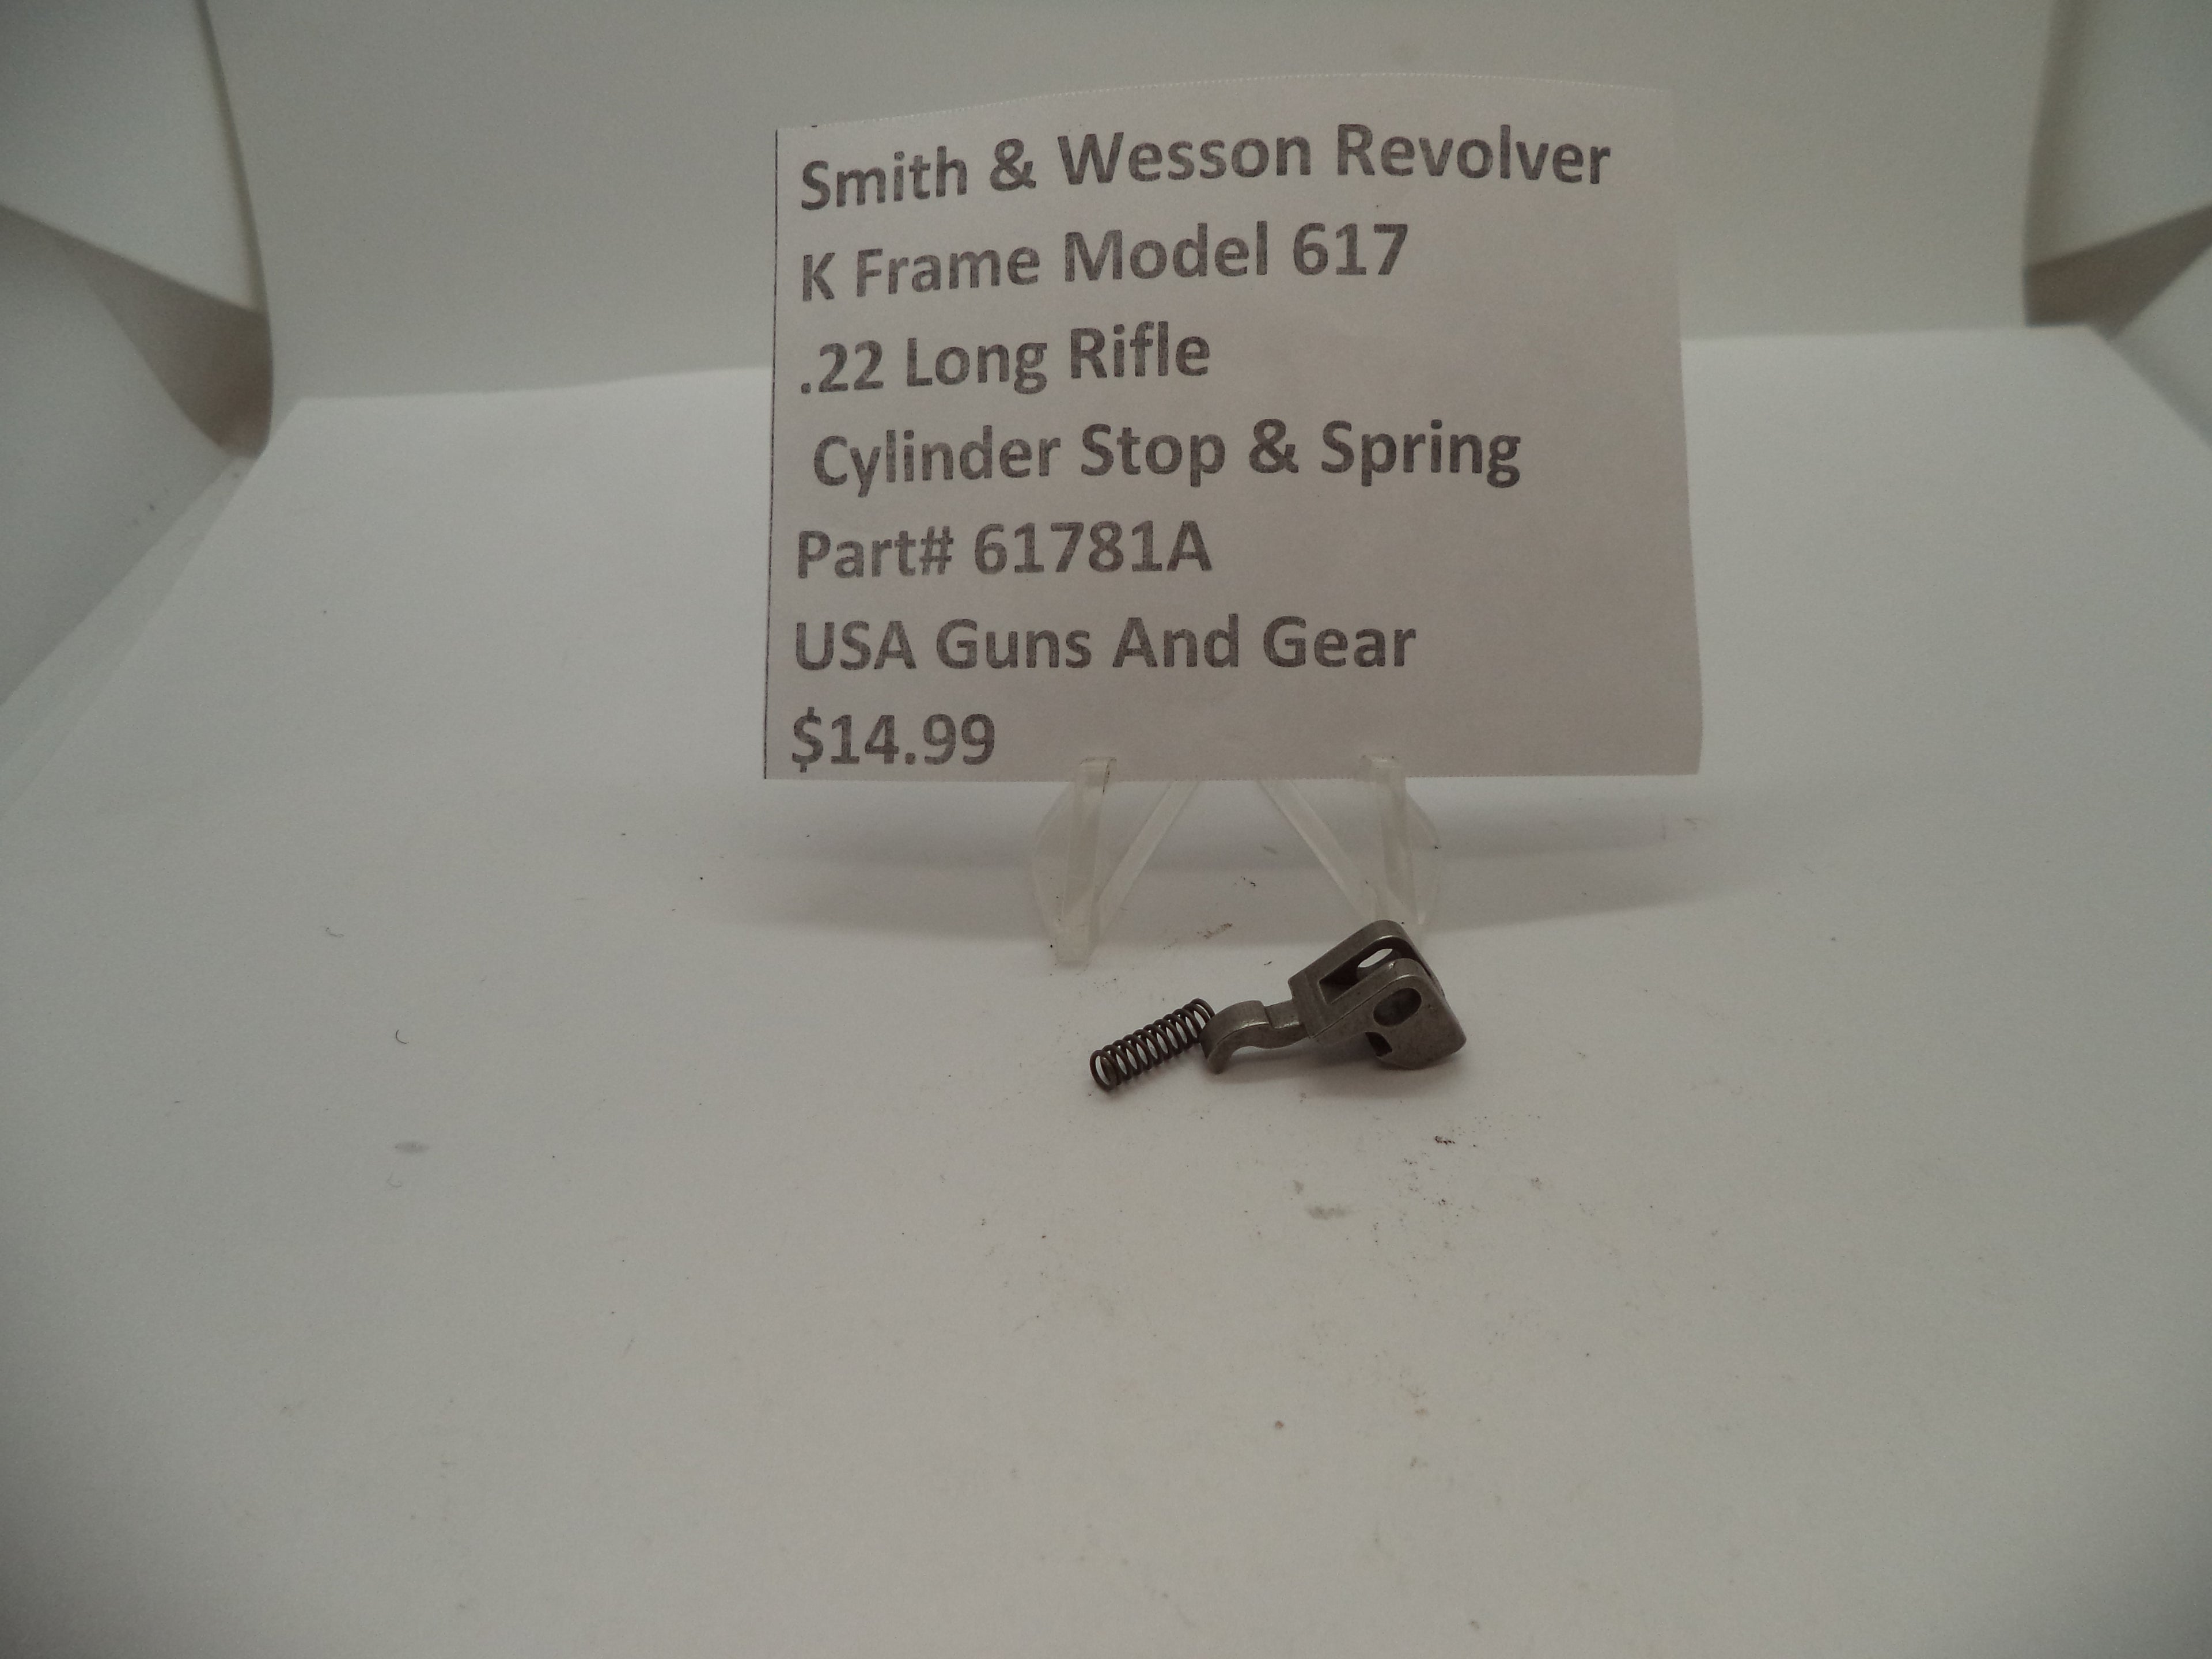 Smith & Wesson Revolver
K Frame Model 617
.22 Long Rifle
Cylinder Stop & Spring
Part# 61781A
USA Guns And Gear
$14.99